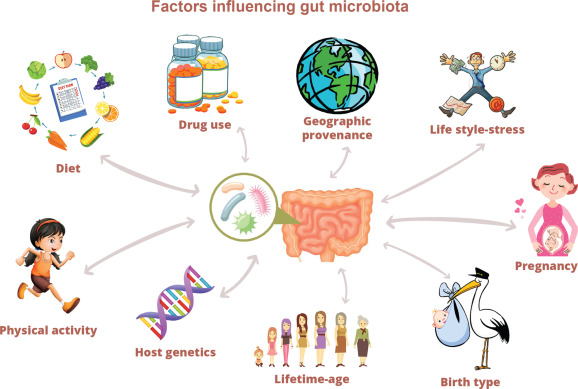 Factors influencing gut microbiota
Drug use
Geographic
provenance
Life style-stress
Diet
Pregnancy
Physical activity
Host genetics
Lifetime-age
Birth type